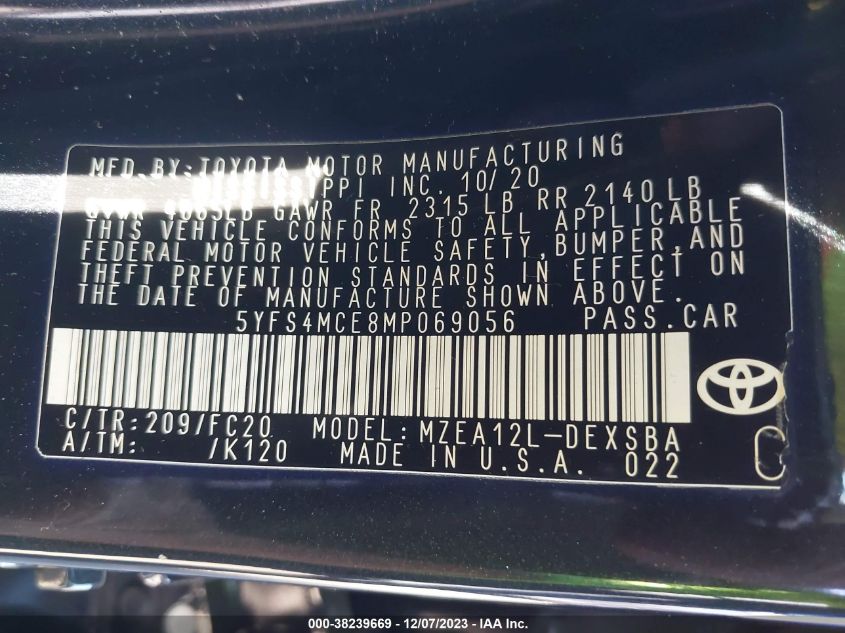 MFD. BY: TOYOTA MOTOR MANUFACTURING
MISSISSIPPI INC. 10/20
GVWR 4085LB GAWR FR 2315 LB RR 2140 LB
THIS VEHICLE CONFORMS TO ALL APPLICABLE
FEDERAL MOTOR VEHICLE SAFETY, BUMPER, AND
THEFT PREVENTION STANDARDS IN EFFECT ON
THE DATE OF MANUFACTURE SHOWN ABOVE.
5YFS4MCE8MP069056 PASS. CAR
C/TR: 209/FC20 MODEL: MZEA12L-DEXSBA
A/TM: /K120 MADE IN U.S.A. 022
000-38239669 - 12/07/2023 - IAA Inc.